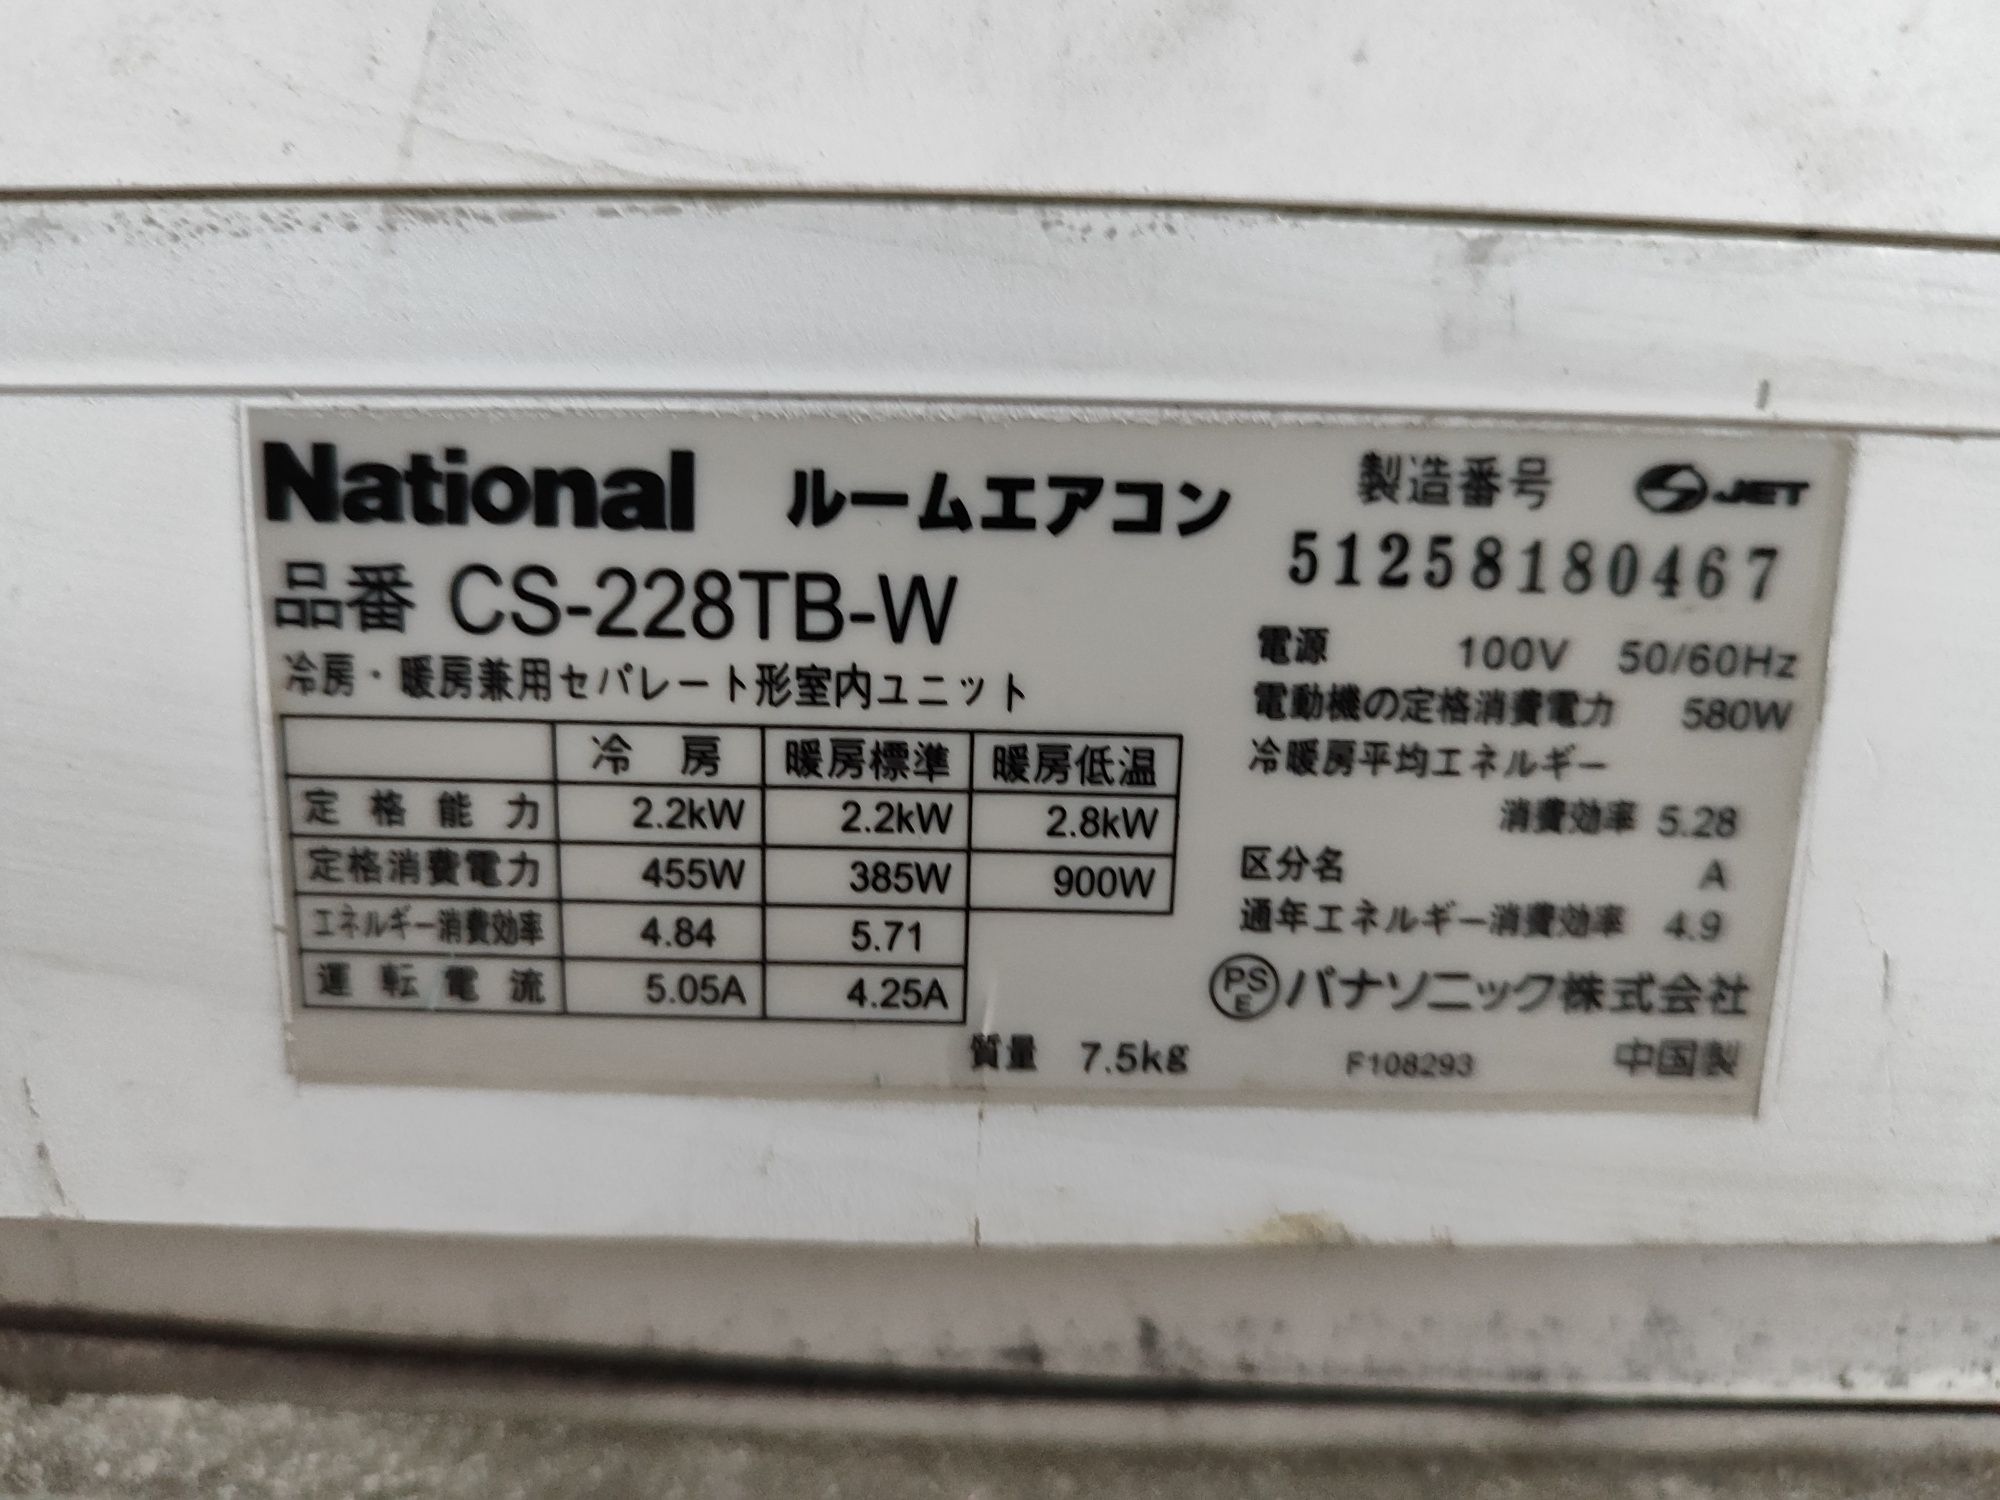 National ルームエアコン
品番 CS-228TB-W
冷房・暖房兼用セパレート形室内ユニット
冷房 暖房標準 暖房低温
定格能力 2.2kW 2.2kW 2.8kW
定格消費電力 455W 385W 900W
エネルギー消費効率 4.84 5.71
運転電流 5.05A 4.25A
質量 7.5kg
製造番号 JET
51258180467
電源 100V 50/60Hz
電動機の定格消費電力 580W
冷暖房平均エネルギー
消費効率 5.28
区分名 A
通年エネルギー消費効率 4.9
PSE パナソニック株式会社
F108293 中国製